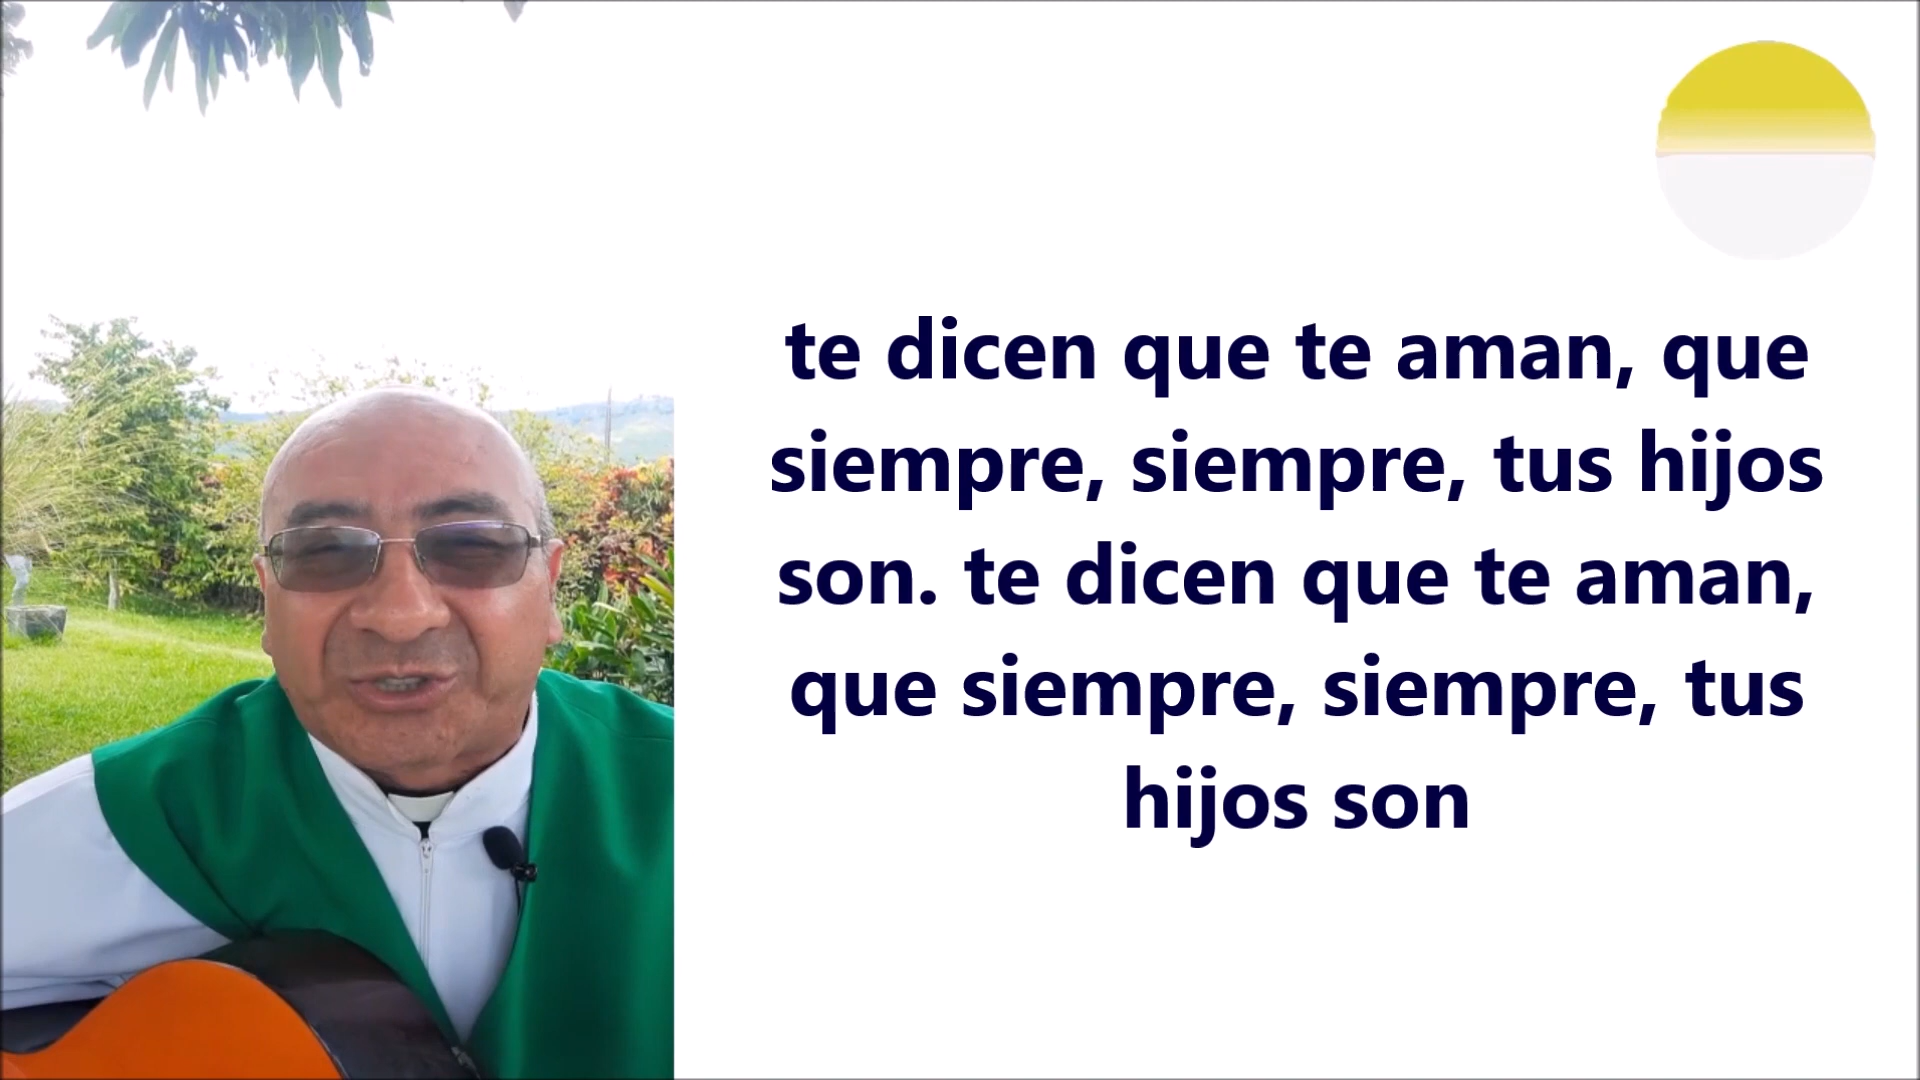 te dicen que te aman, que
siempre, siempre, tus hijos
son. te dicen que te aman,
que siempre, siempre, tus
hijos son